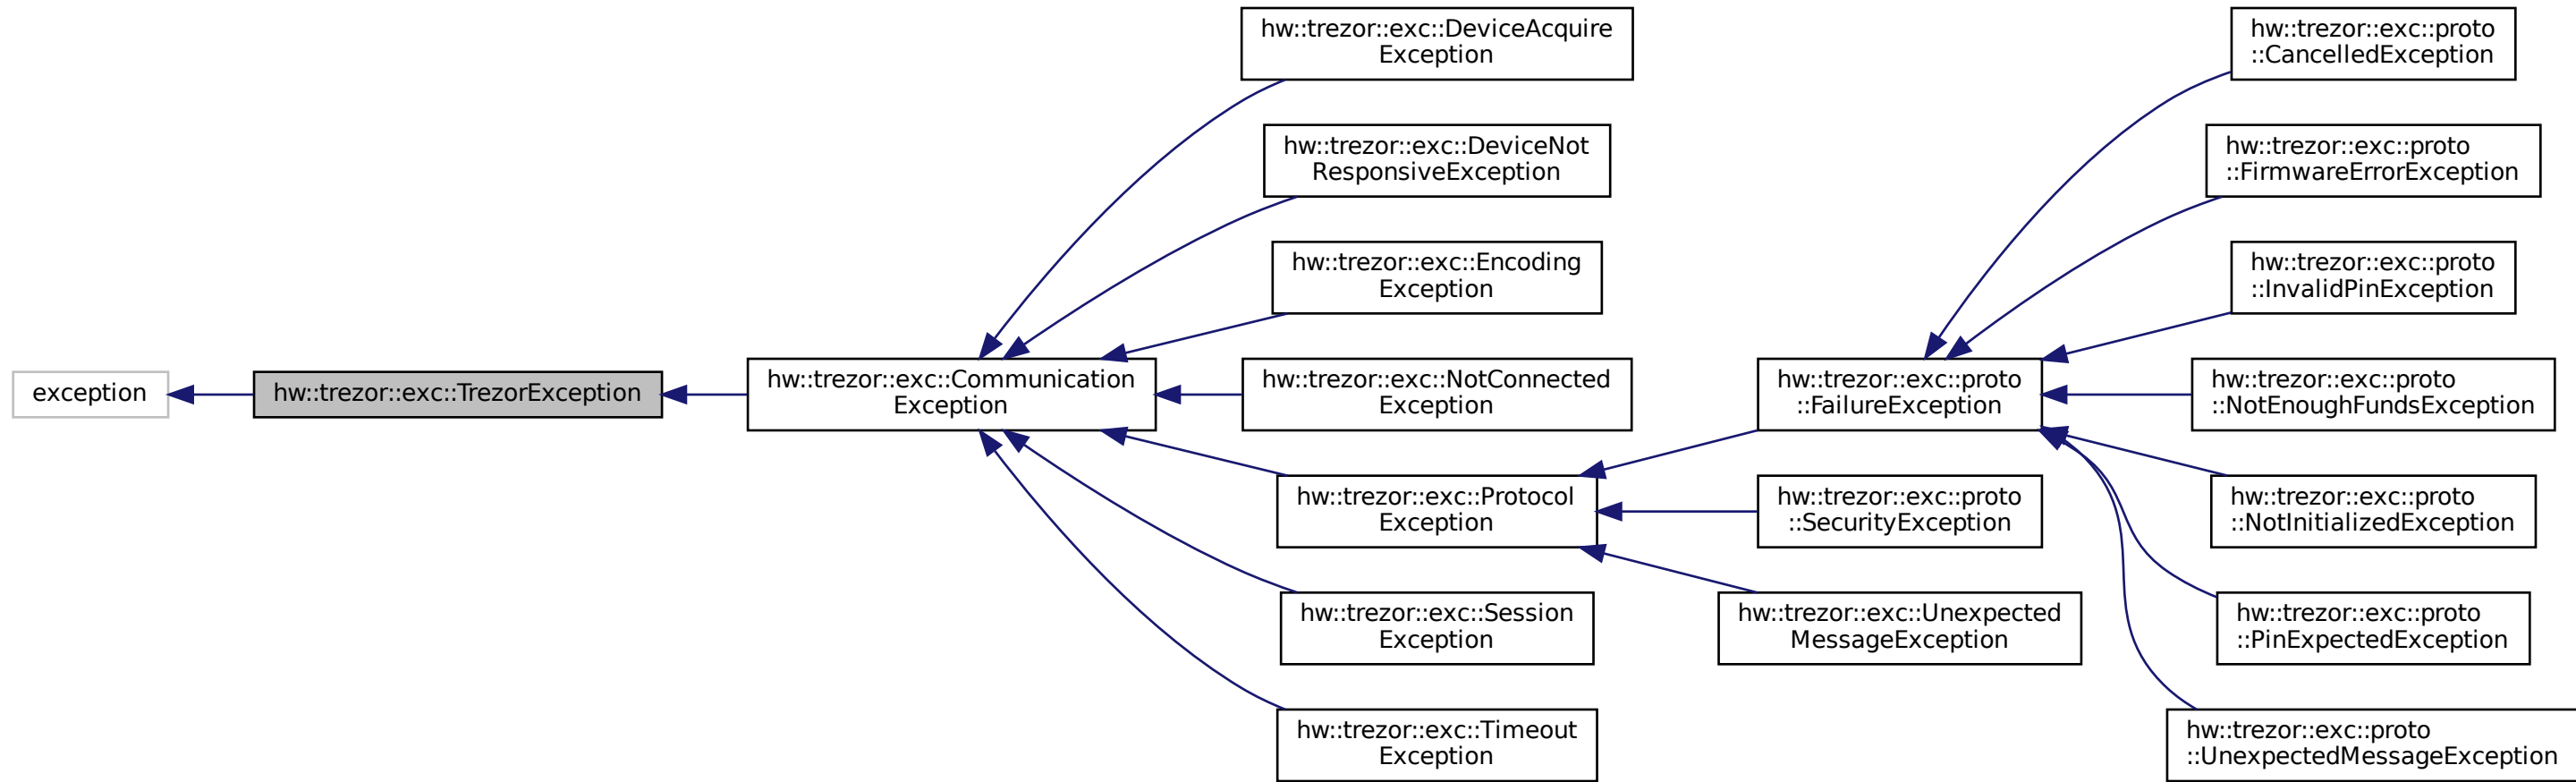 exception
hw::trezor::exc::TrezorException
hw::trezor::exc::Communication
Exception
hw::trezor::exc::DeviceAcquire
Exception
hw::trezor::exc::DeviceNot
ResponsiveException
hw::trezor::exc::Encoding
Exception
hw::trezor::exc::NotConnected
Exception
hw::trezor::exc::Protocol
Exception
hw::trezor::exc::Session
Exception
hw::trezor::exc::Timeout
Exception
hw::trezor::exc::proto
::FailureException
hw::trezor::exc::proto
::SecurityException
hw::trezor::exc::Unexpected
MessageException
hw::trezor::exc::proto
::CancelledException
hw::trezor::exc::proto
::FirmwareErrorException
hw::trezor::exc::proto
::InvalidPinException
hw::trezor::exc::proto
::NotEnoughFundsException
hw::trezor::exc::proto
::NotInitializedException
hw::trezor::exc::proto
::PinExpectedException
hw::trezor::exc::proto
::UnexpectedMessageException